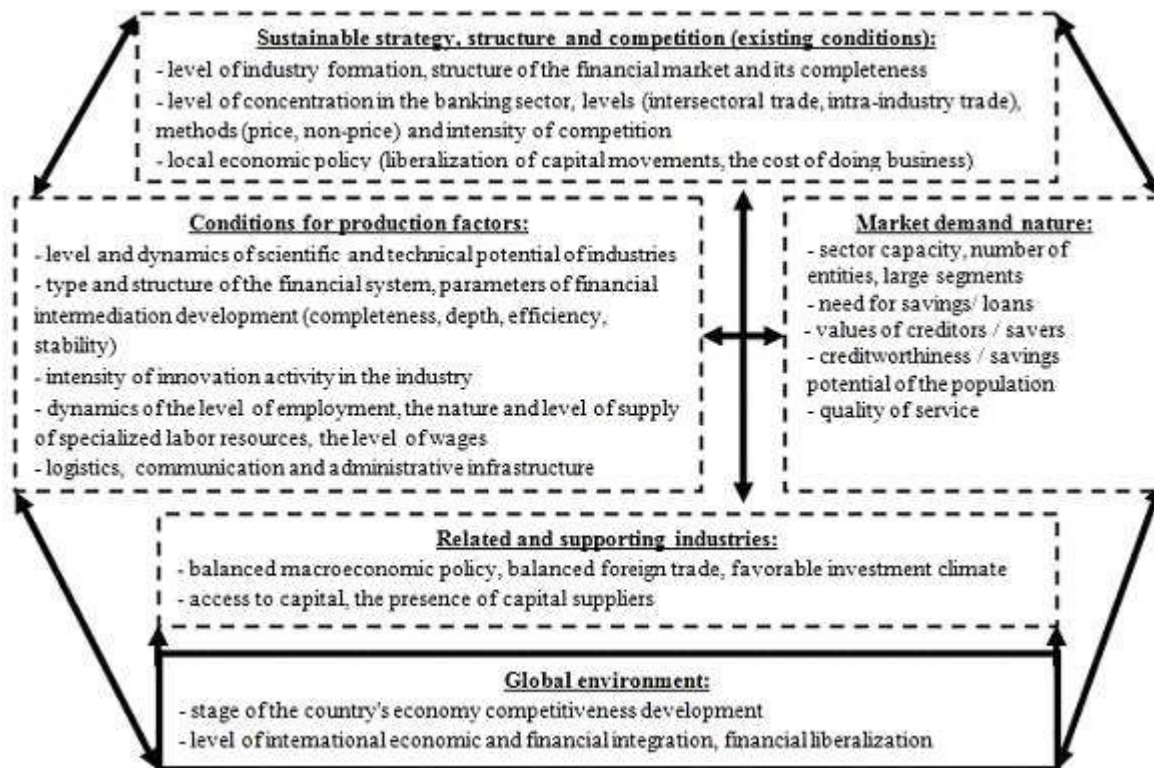 Sustainable strategy, structure and competition (existing conditions):
- level of industry formation, structure of the financial market and its completeness
- level of concentration in the banking sector, levels (intersectoral trade, intra-industry trade),
methods (price, non-price) and intensity of competition
- local economic policy (liberalization of capital movements, the cost of doing business)
Conditions for production factors:
- level and dynamics of scientific and technical potential of industries
- type and structure of the financial system, parameters of financial
intermediation development (completeness, depth, efficiency,
stability)
- intensity of innovation activity in the industry
- dynamics of the level of employment, the nature and level of supply
of specialized labor resources, the level of wages
- logistics, communication and administrative infrastructure
Market demand nature:
- sector capacity, number of
entities, large segments
- need for savings/ loans
- values of creditors / savers
- creditworthiness / savings
potential of the population
- quality of service
Related and supporting industries:
- balanced macroeconomic policy, balanced foreign trade, favorable investment climate
- access to capital, the presence of capital suppliers
Global environment:
- stage of the country's economy competitiveness development
- level of international economic and financial integration, financial liberalization